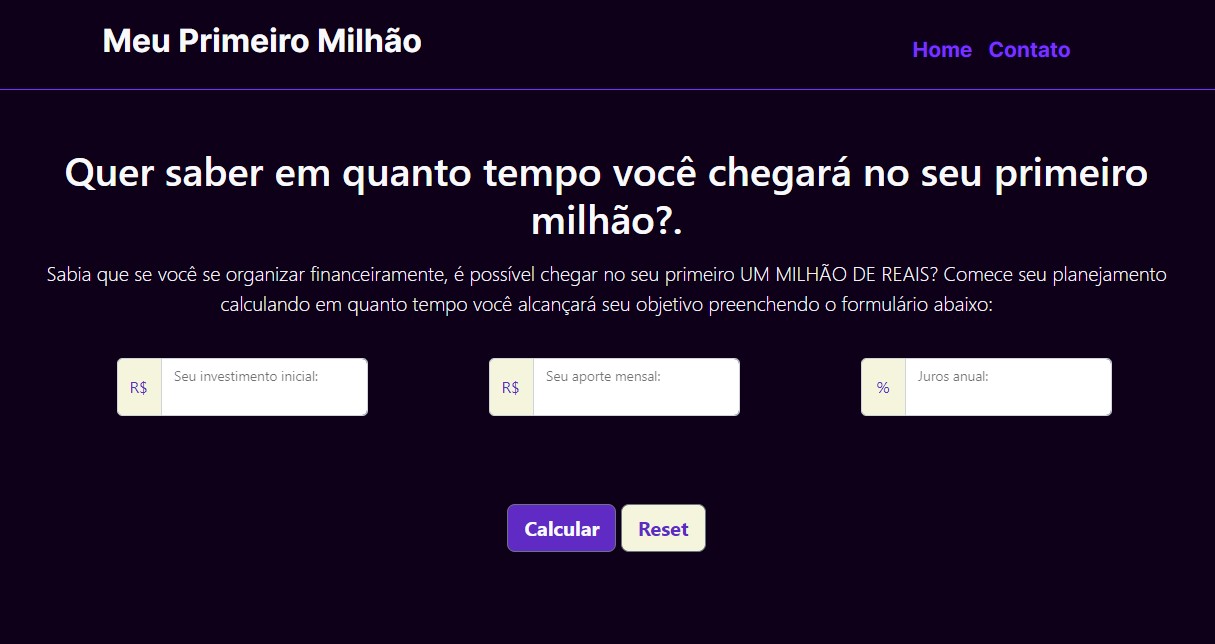 Meu Primeiro Milhão
Home Contato
Quer saber em quanto tempo você chegará no seu primeiro
milhão?.
Sabia que se você se organizar financeiramente, é possível chegar no seu primeiro UM MILHÃO DE REAIS? Comece seu planejamento
calculando em quanto tempo você alcançará seu objetivo preenchendo o formulário abaixo:
R$ Seu investimento inicial: R$ Seu aporte mensal: % Juros anual:
Calcular Reset